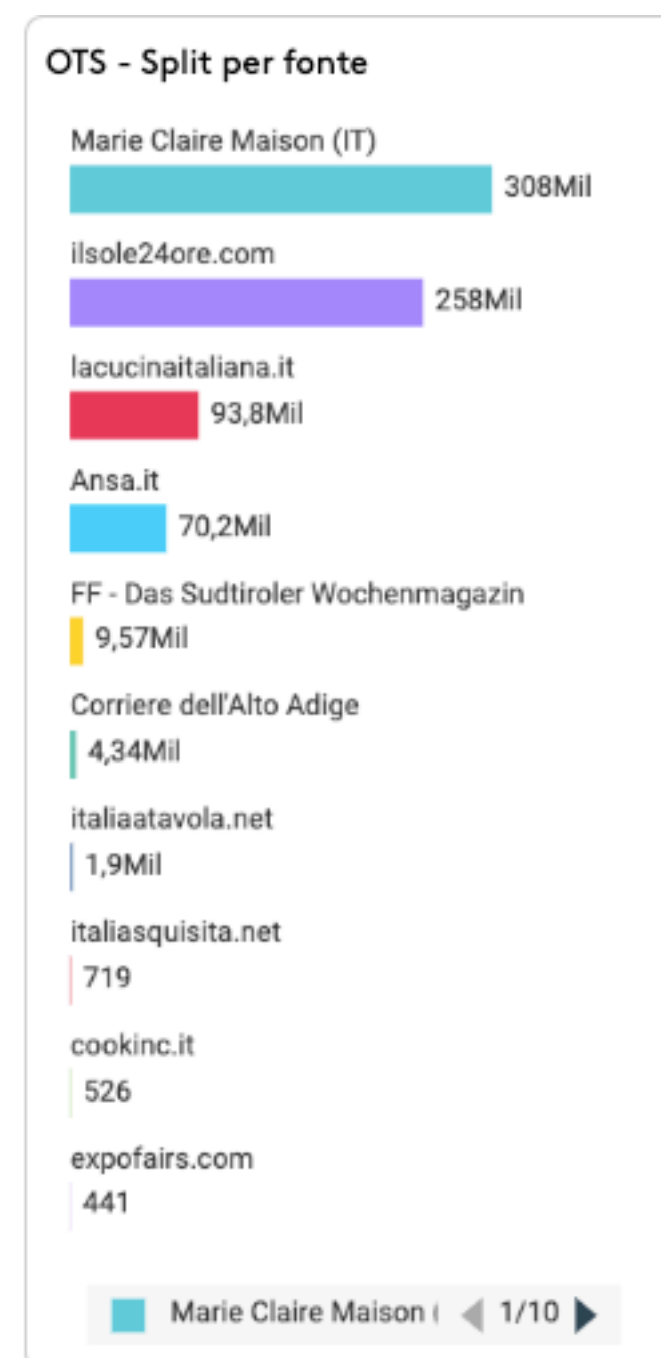 OTS - Split per fonte
Marie Claire Maison (IT)
308Mil
ilsole24ore.com
258Mil
lacucinaitaliana.it
93,8Mil
Ansa.it
70,2Mil
FF - Das Sudtiroler Wochenmagazin
9,57Mil
Corriere dell'Alto Adige
4,34Mil
italiaatavola.net
1,9Mil
italiasquisita.net
719
cookinc.it
526
expofairs.com
441
Marie Claire Maison ( 1/10